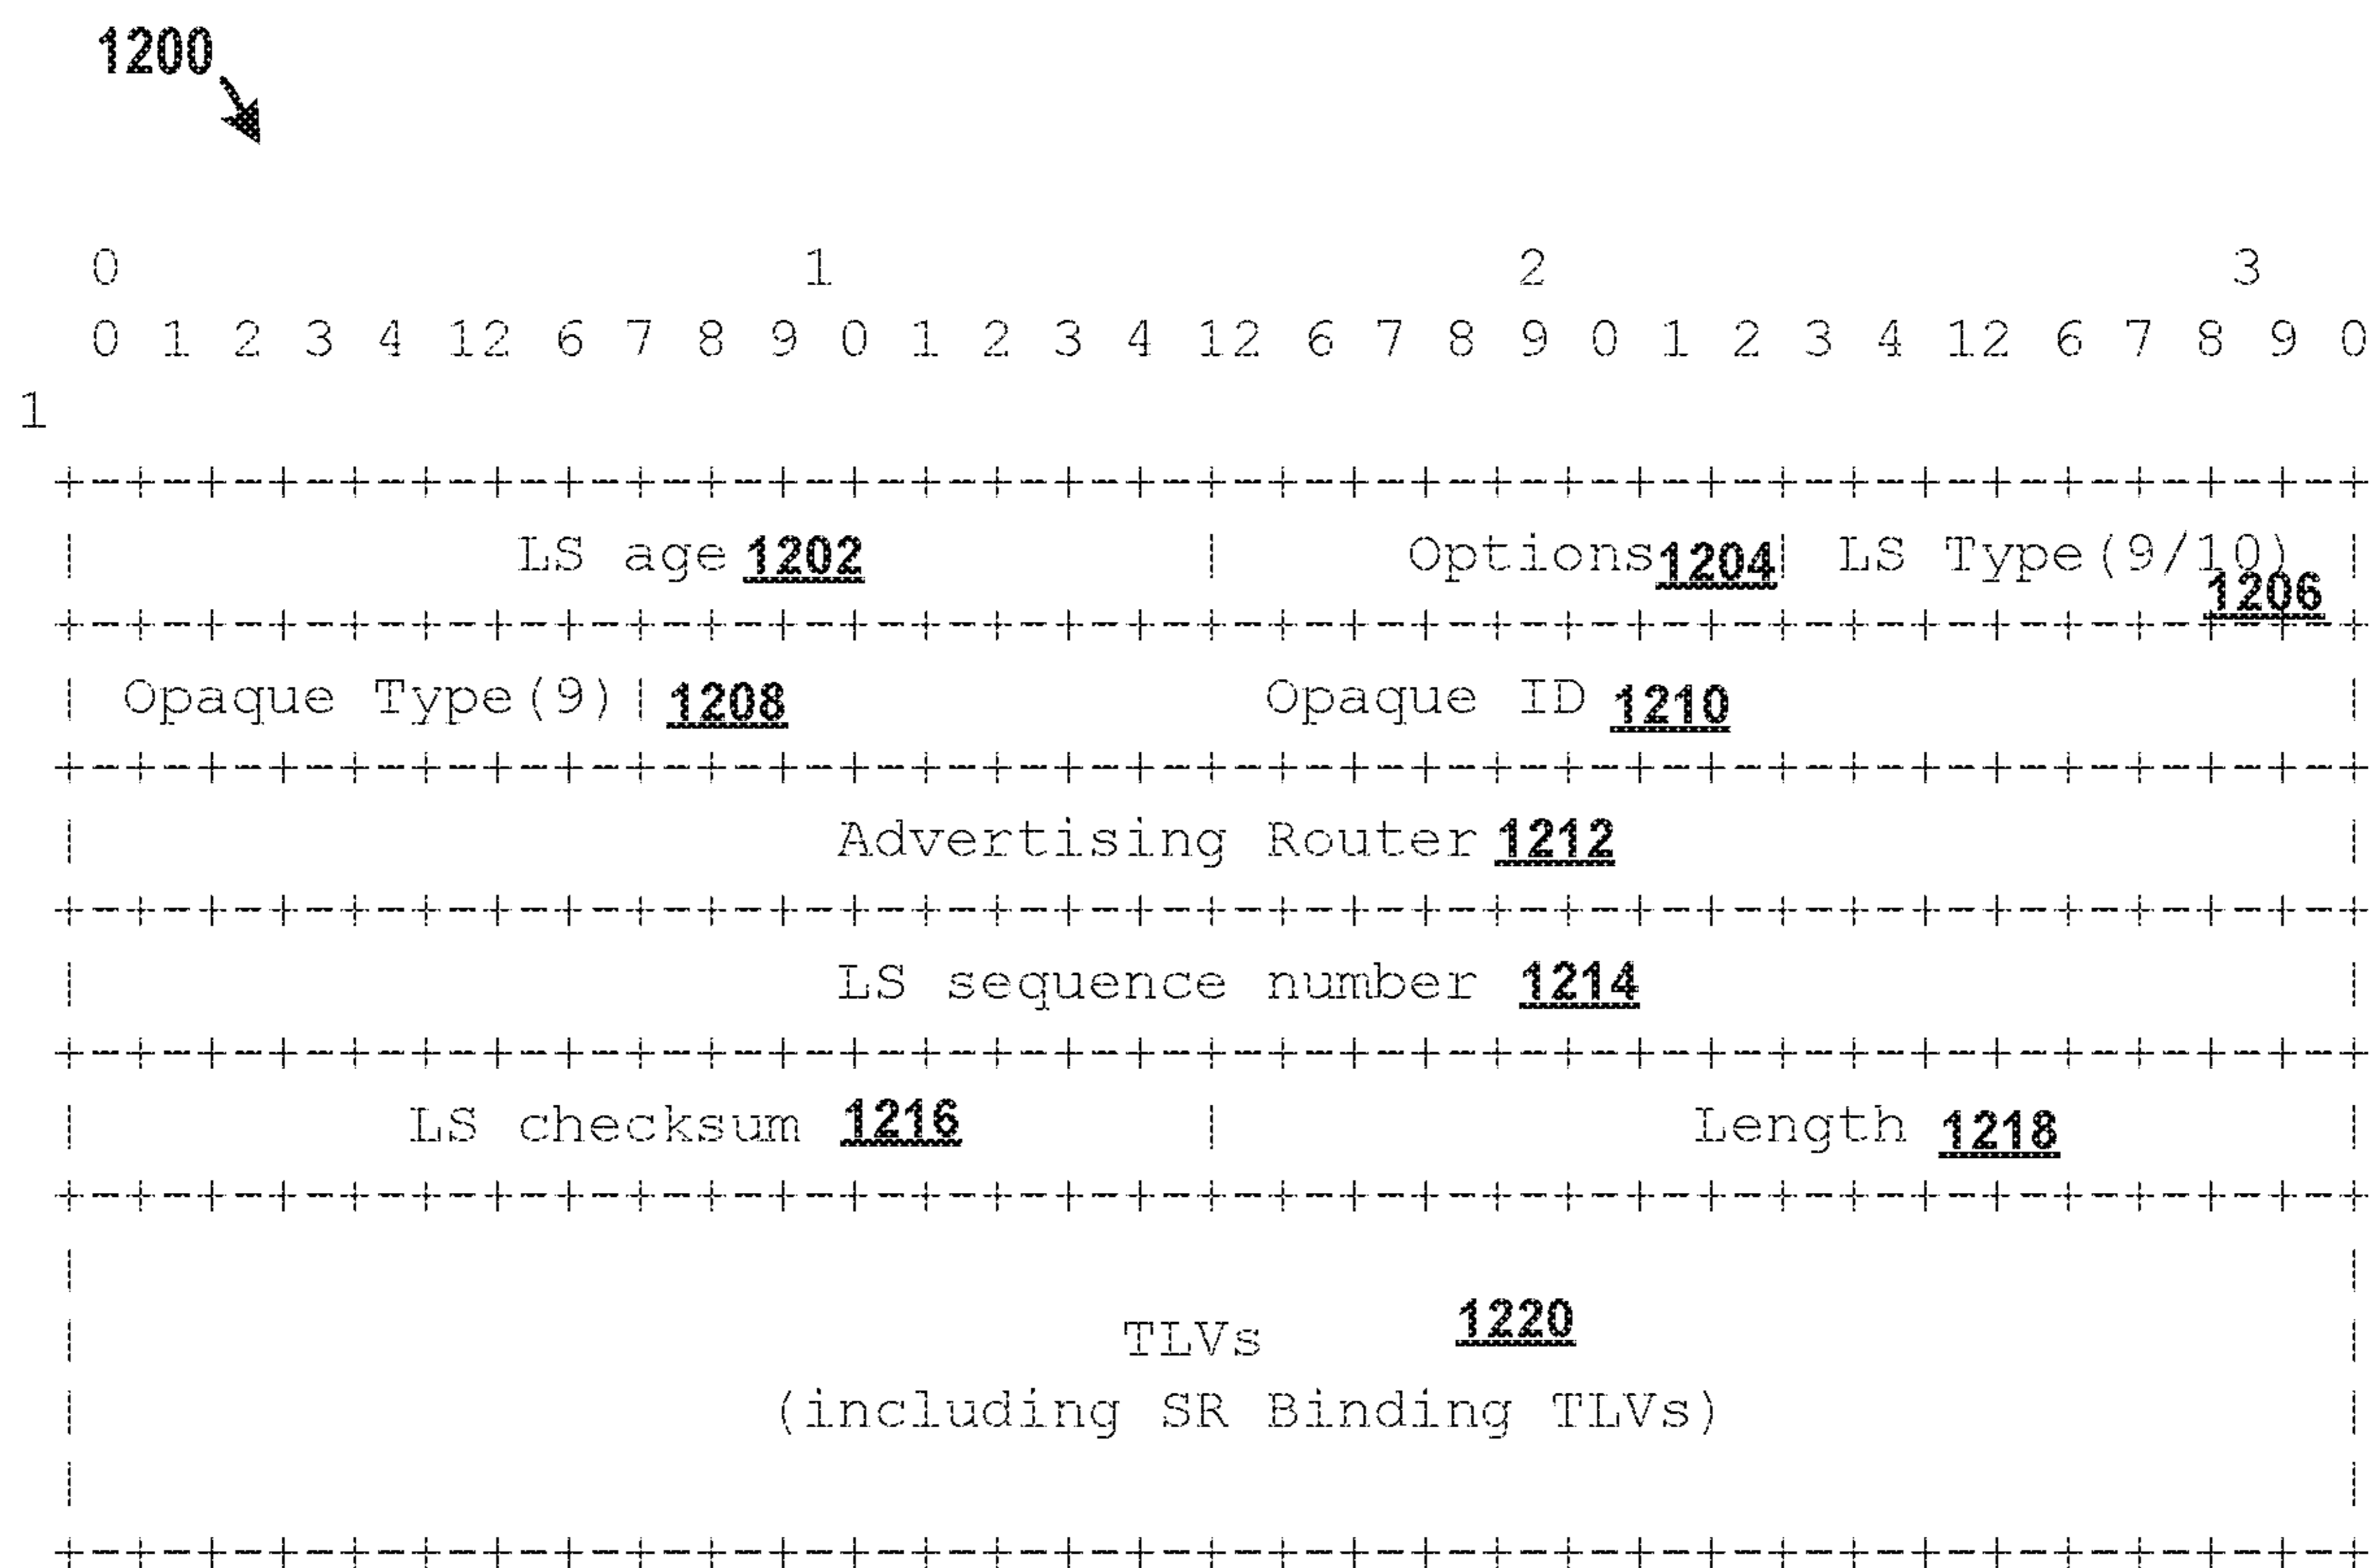 1200
0 1 2 3
0 1 2 3 4 12 6 7 8 9 0 1 2 3 4 12 6 7 8 9 0 1 2 3 4 12 6 7 8 9 0
1
+-+-+-+-+-+-+-+-+-+-+-+-+-+-+-+-+-+-+-+-+-+-+-+-+-+-+-+-+-+-+-+-+
| LS age 1202 | Options 1204 | LS Type(9/10) 1206 |
+-+-+-+-+-+-+-+-+-+-+-+-+-+-+-+-+-+-+-+-+-+-+-+-+-+-+-+-+-+-+-+-+
| Opaque Type(9) | 1208 Opaque ID 1210 |
+-+-+-+-+-+-+-+-+-+-+-+-+-+-+-+-+-+-+-+-+-+-+-+-+-+-+-+-+-+-+-+-+
| Advertising Router 1212 |
+-+-+-+-+-+-+-+-+-+-+-+-+-+-+-+-+-+-+-+-+-+-+-+-+-+-+-+-+-+-+-+-+
| LS sequence number 1214 |
+-+-+-+-+-+-+-+-+-+-+-+-+-+-+-+-+-+-+-+-+-+-+-+-+-+-+-+-+-+-+-+-+
| LS checksum 1216 | Length 1218 |
+-+-+-+-+-+-+-+-+-+-+-+-+-+-+-+-+-+-+-+-+-+-+-+-+-+-+-+-+-+-+-+-+
| |
| TLVs 1220 |
| (including SR Binding TLVs) |
| |
+-+-+-+-+-+-+-+-+-+-+-+-+-+-+-+-+-+-+-+-+-+-+-+-+-+-+-+-+-+-+-+-+